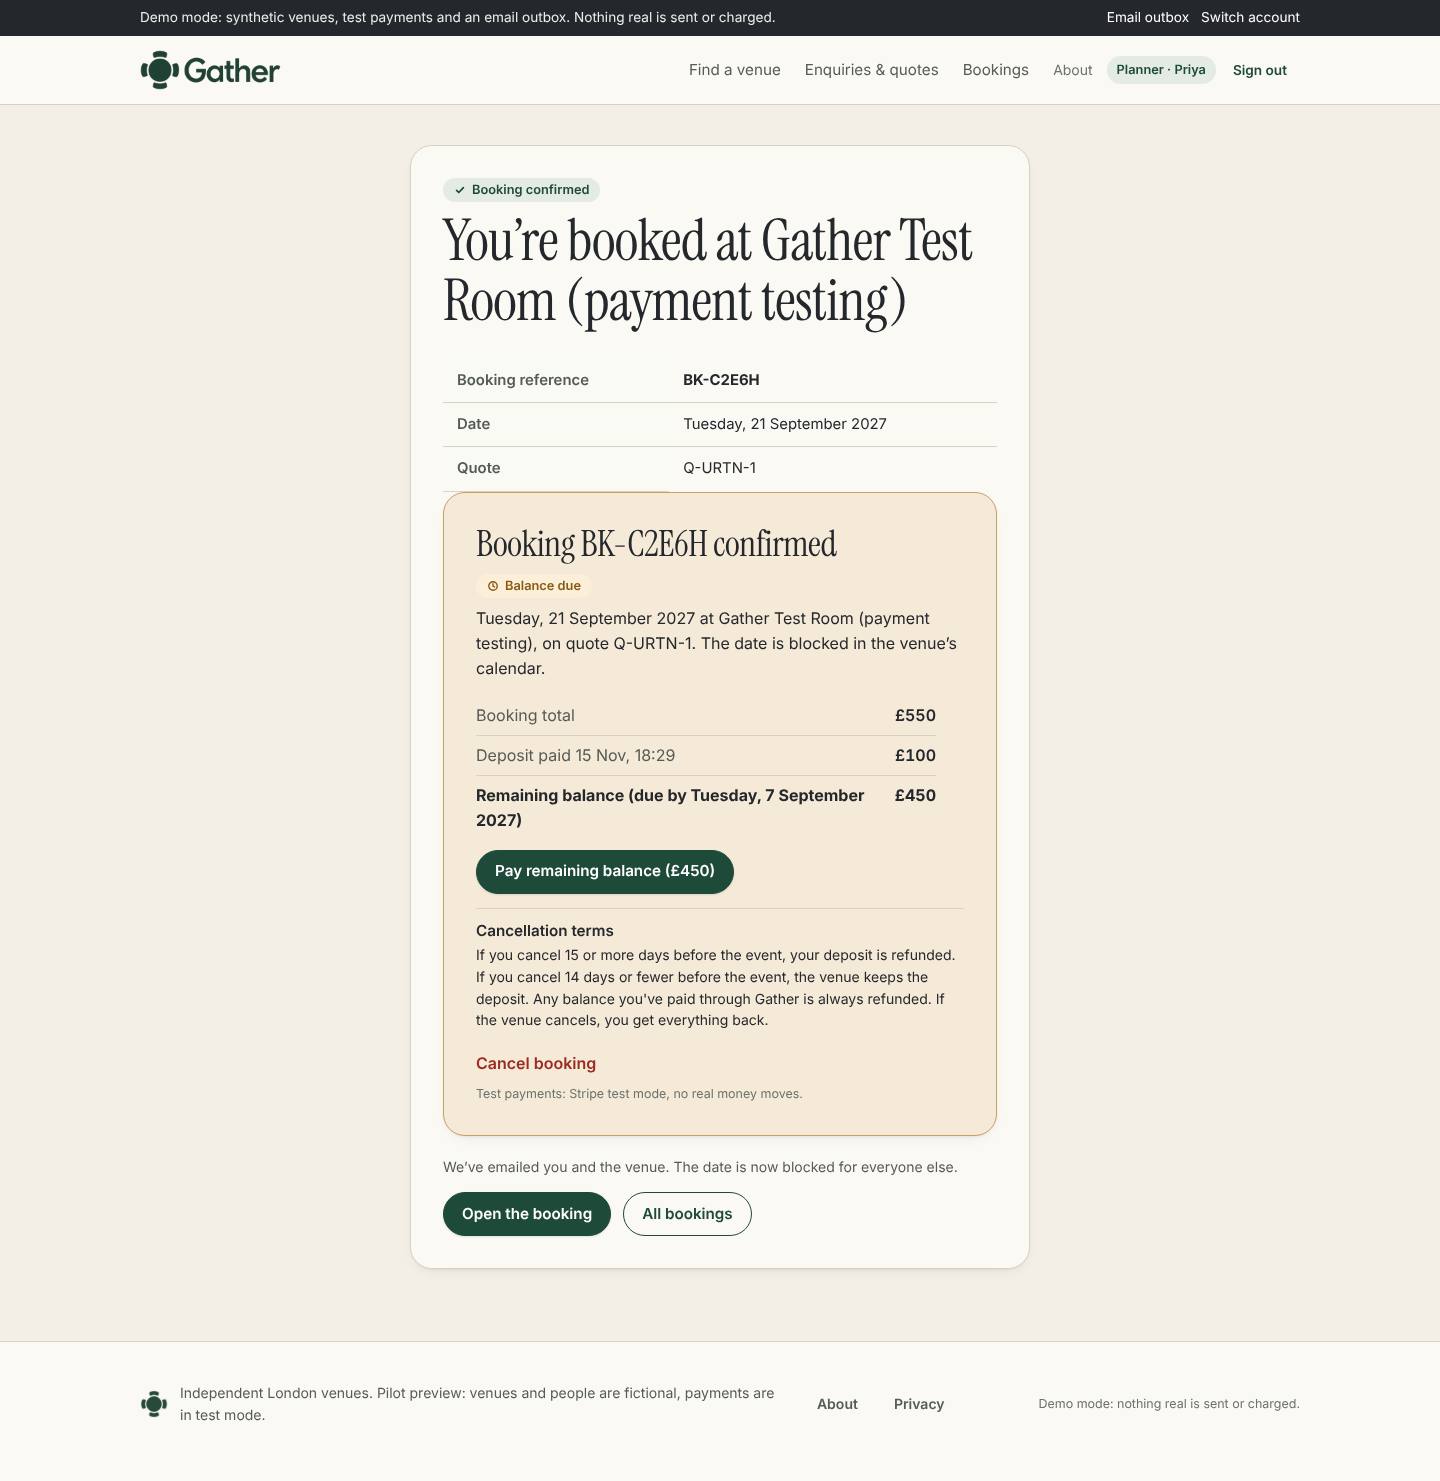 Demo mode: synthetic venues, test payments and an email outbox. Nothing real is sent or charged.
Email outbox Switch account
Gather
Find a venue Enquiries & quotes Bookings About Planner · Priya Sign out
Booking confirmed
You’re booked at Gather Test
Room (payment testing)
Booking reference BK-C2E6H
Date Tuesday, 21 September 2027
Quote Q-URTN-1
Booking BK-C2E6H confirmed
Balance due
Tuesday, 21 September 2027 at Gather Test Room (payment
testing), on quote Q-URTN-1. The date is blocked in the venue’s
calendar.
Booking total £550
Deposit paid 15 Nov, 18:29 £100
Remaining balance (due by Tuesday, 7 September £450
2027)
Pay remaining balance (£450)
Cancellation terms
If you cancel 15 or more days before the event, your deposit is refunded.
If you cancel 14 days or fewer before the event, the venue keeps the
deposit. Any balance you've paid through Gather is always refunded. If
the venue cancels, you get everything back.
Cancel booking
Test payments: Stripe test mode, no real money moves.
We’ve emailed you and the venue. The date is now blocked for everyone else.
Open the booking All bookings
Independent London venues. Pilot preview: venues and people are fictional, payments are
in test mode.
About Privacy
Demo mode: nothing real is sent or charged.